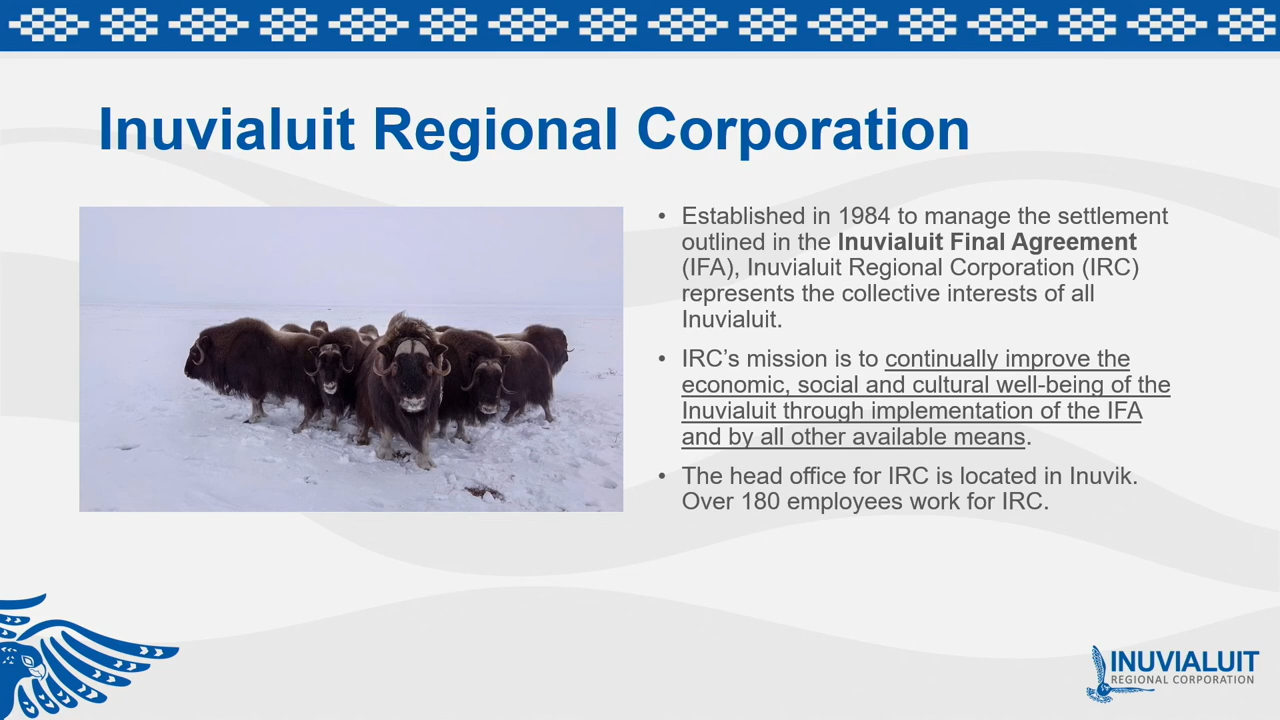 Inuvialuit Regional Corporation
• Established in 1984 to manage the settlement
outlined in the Inuvialuit Final Agreement
(IFA), Inuvialuit Regional Corporation (IRC)
represents the collective interests of all
Inuvialuit.
• IRC’s mission is to continually improve the
economic, social and cultural well-being of the
Inuvialuit through implementation of the IFA
and by all other available means.
• The head office for IRC is located in Inuvik.
Over 180 employees work for IRC.
INUVIALUIT
REGIONAL CORPORATION